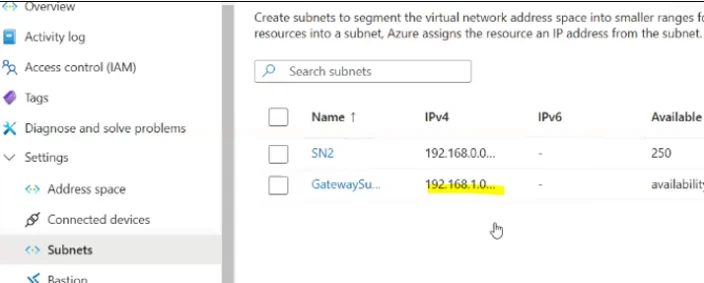 Overview
Activity log
Access control (IAM)
Tags
Diagnose and solve problems
Settings
Address space
Connected devices
Subnets
Bastion
Create subnets to segment the virtual network address space into smaller ranges fo
resources into a subnet, Azure assigns the resource an IP address from the subnet.
Search subnets
Name ↑ IPv4 IPv6 Available
SN2 192.168.0.0... - 250
GatewaySu... 192.168.1.0... - availability